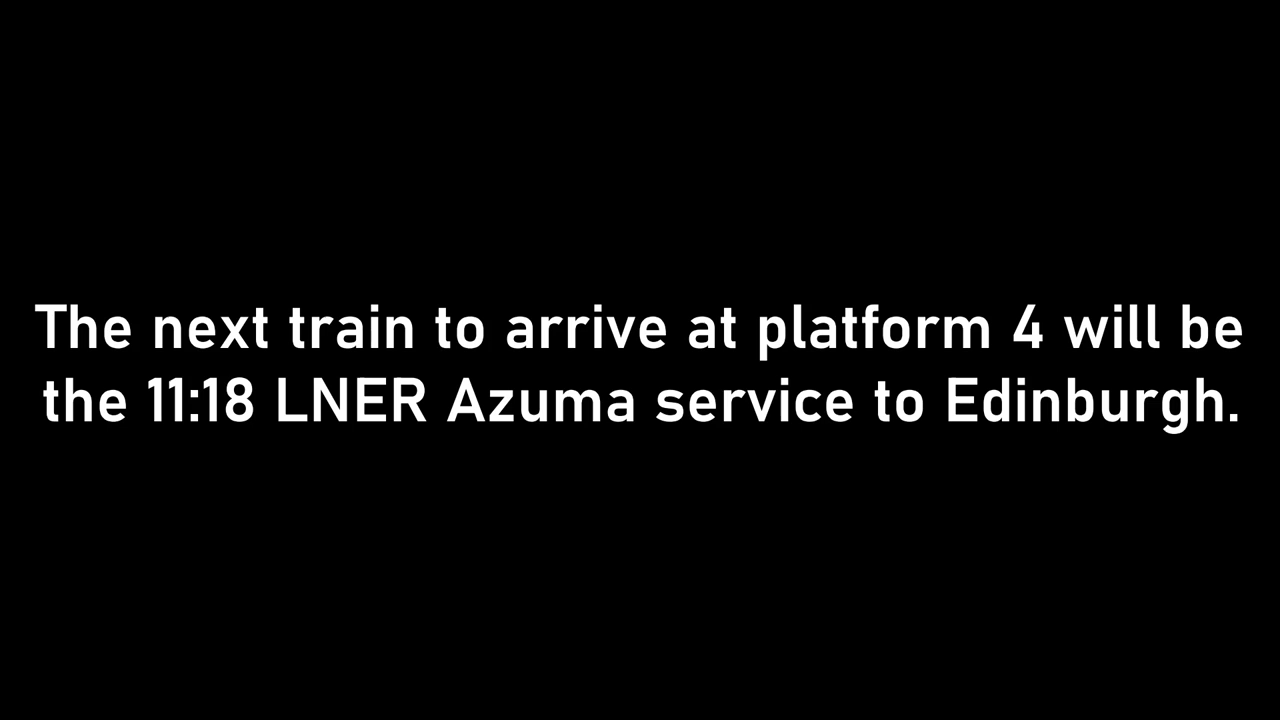 The next train to arrive at platform 4 will be
the 11:18 LNER Azuma service to Edinburgh.